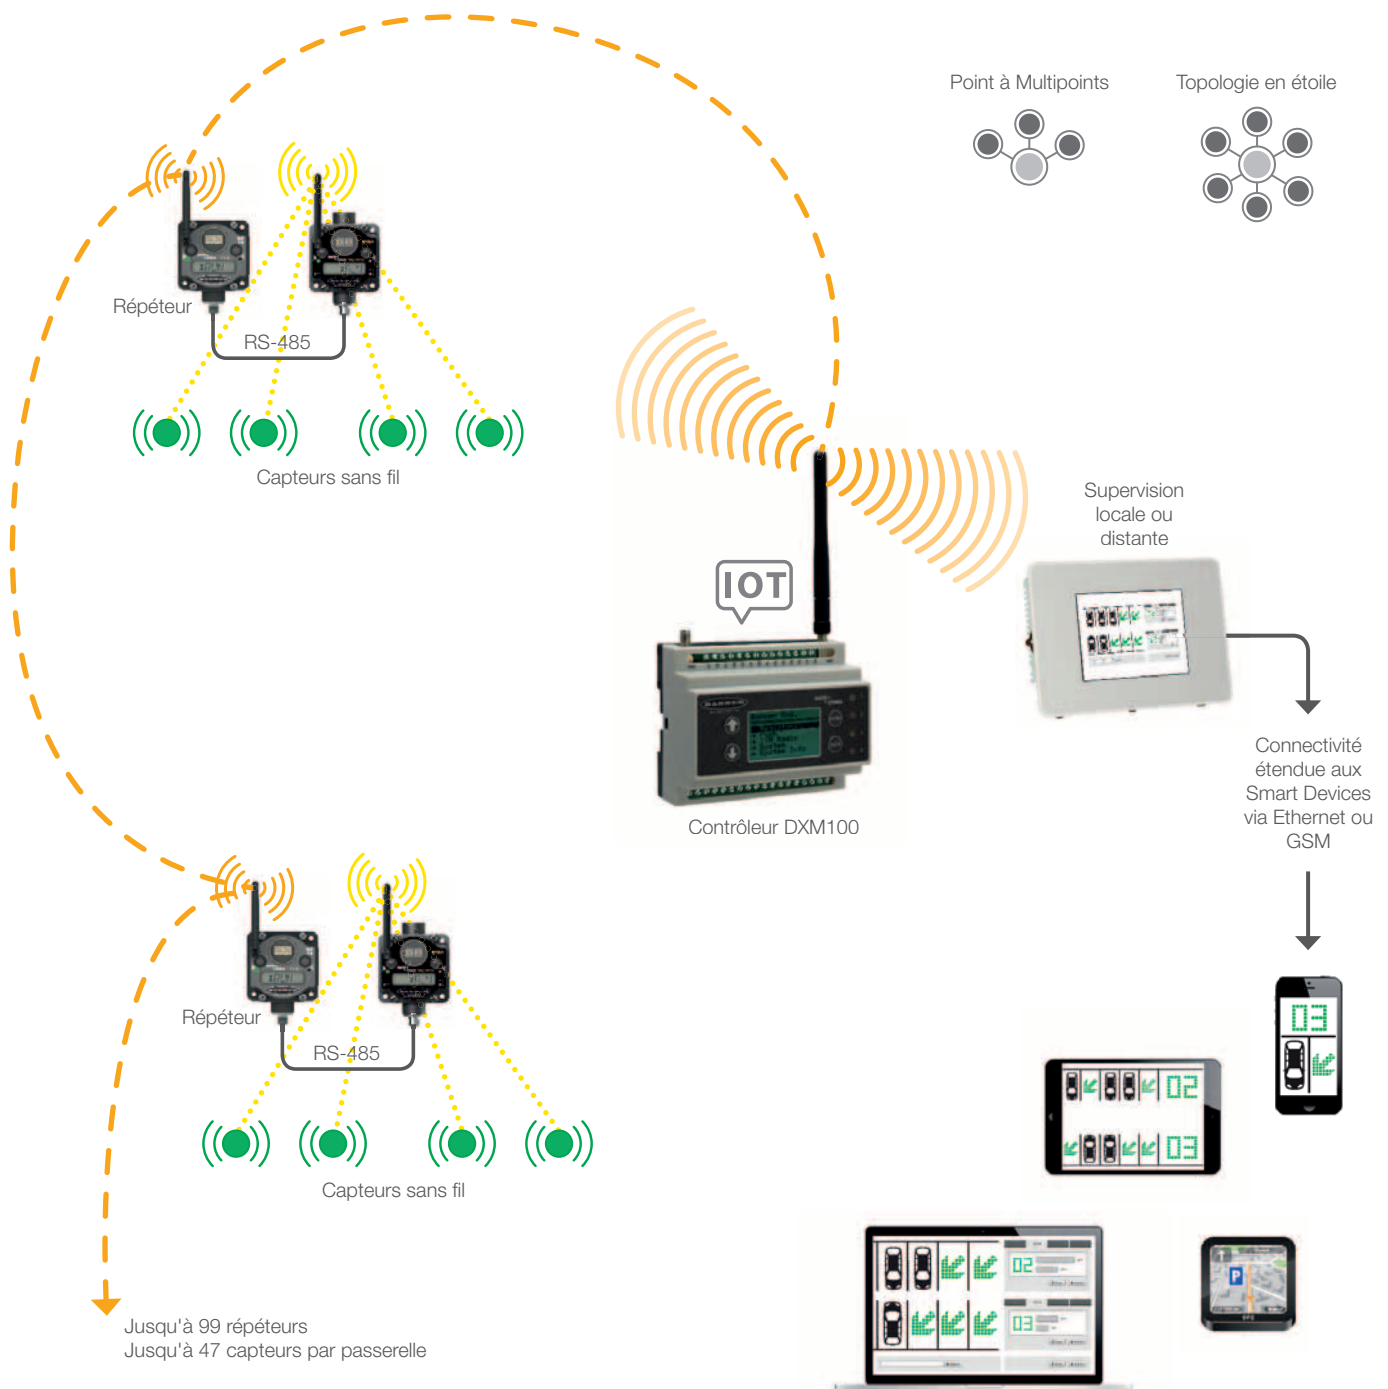 Point à Multipoints
Topologie en étoile
Répéteur
RS-485
Capteurs sans fil
Supervision
locale ou
distante
IOT
Contrôleur DXM100
Connectivité
étendue aux
Smart Devices
via Ethernet ou
GSM
Répéteur
RS-485
Capteurs sans fil
03
02
03
02
03
P
Jusqu'à 99 répéteurs
Jusqu'à 47 capteurs par passerelle